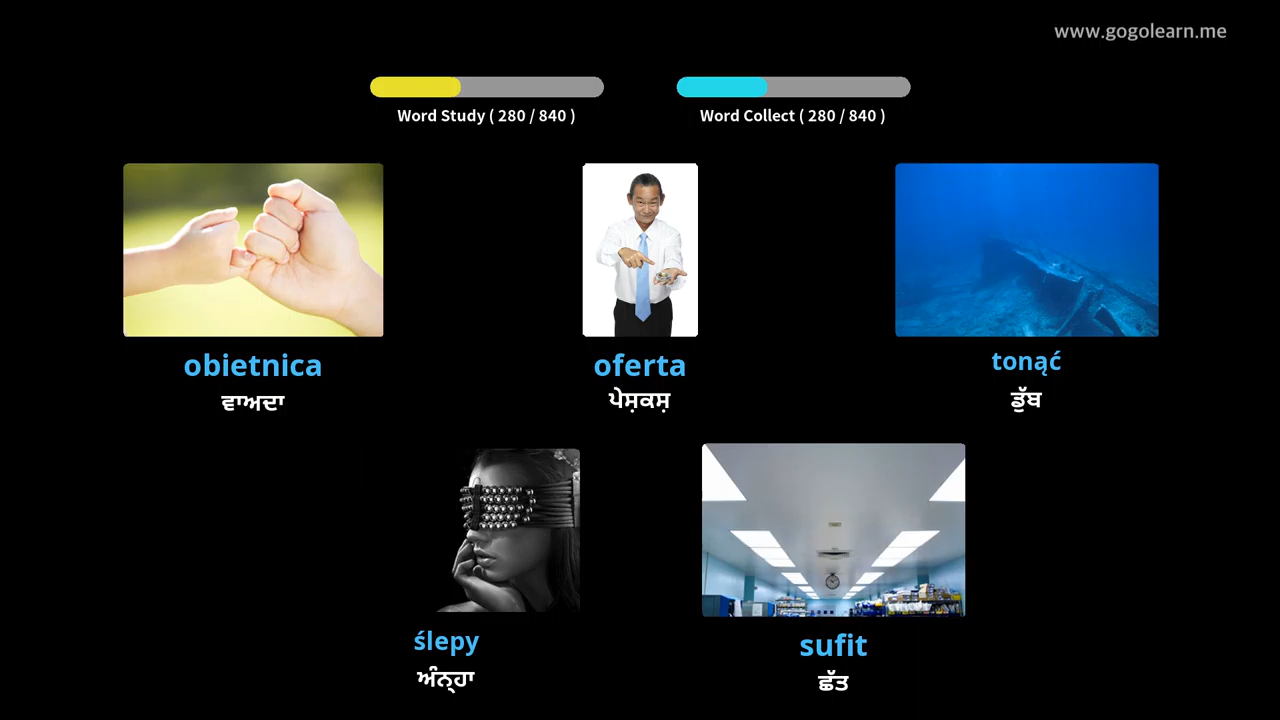 www.gogolearn.me
Word Study ( 280 / 840 )
Word Collect ( 280 / 840 )
obietnica
ਵਾਅਦਾ
oferta
ਪੇਸ਼ਕਸ਼
tonąć
ਡੁੱਬ
ślepy
ਅੰਨ੍ਹਾ
sufit
ਛੱਤ